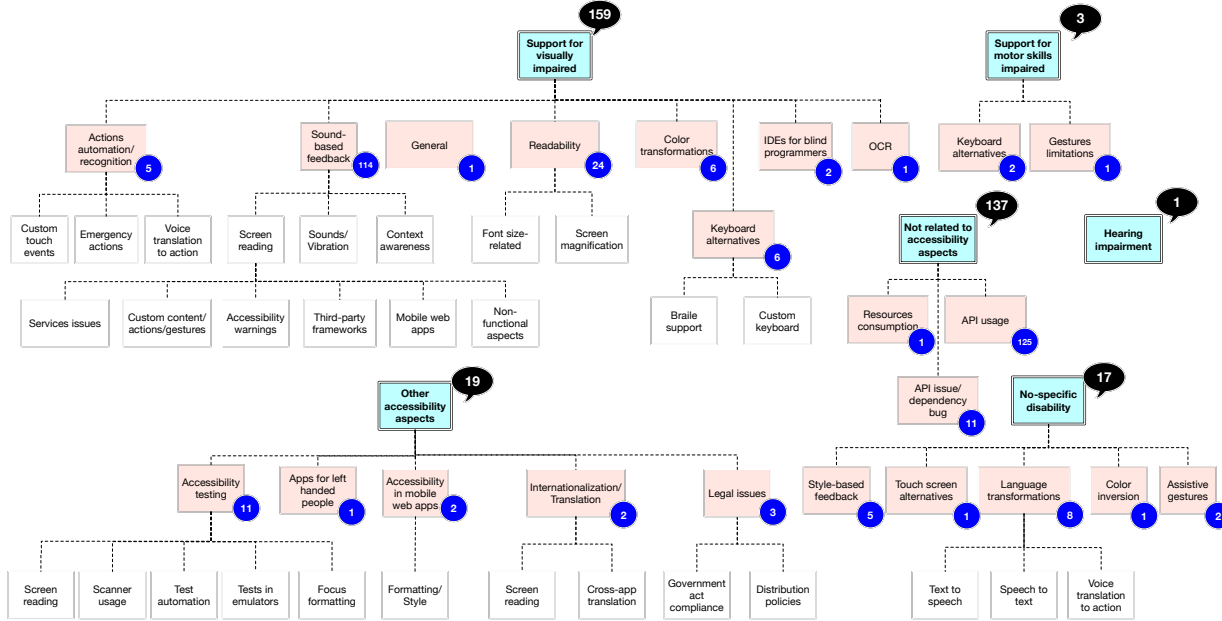 159
Support for
visually
impaired
3
Support for
motor skills
impaired
Actions
automation/
recognition
5
Sound-
based
feedback
114
General
1
Readability
24
Color
transformations
6
IDEs for blind
programmers
2
OCR
1
Keyboard
alternatives
2
Gestures
limitations
1
Custom
touch
events
Emergency
actions
Voice
translation
to action
Screen
reading
Sounds/
Vibration
Context
awareness
Font size-
related
Screen
magnification
Keyboard
alternatives
6
137
Not related to
accessibility
aspects
1
Hearing
impairment
Services issues
Custom content/
actions/gestures
Accessibility
warnings
Third-party
frameworks
Mobile web
apps
Non-
functional
aspects
Braile
support
Custom
keyboard
Resources
consumption
1
API usage
125
API issue/
dependency
bug
11
19
Other
accessibility
aspects
17
No-specific
disability
Accessibility
testing
11
Apps for left
handed
people
1
Accessibility
in mobile
web apps
2
Internationalization/
Translation
2
Legal issues
3
Style-based
feedback
5
Touch screen
alternatives
1
Language
transformations
8
Color
inversion
1
Assistive
gestures
2
Screen
reading
Scanner
usage
Test
automation
Tests in
emulators
Focus
formatting
Formatting/
Style
Screen
reading
Cross-app
translation
Government
act
compliance
Distribution
policies
Text to
speech
Speech to
text
Voice
translation
to action